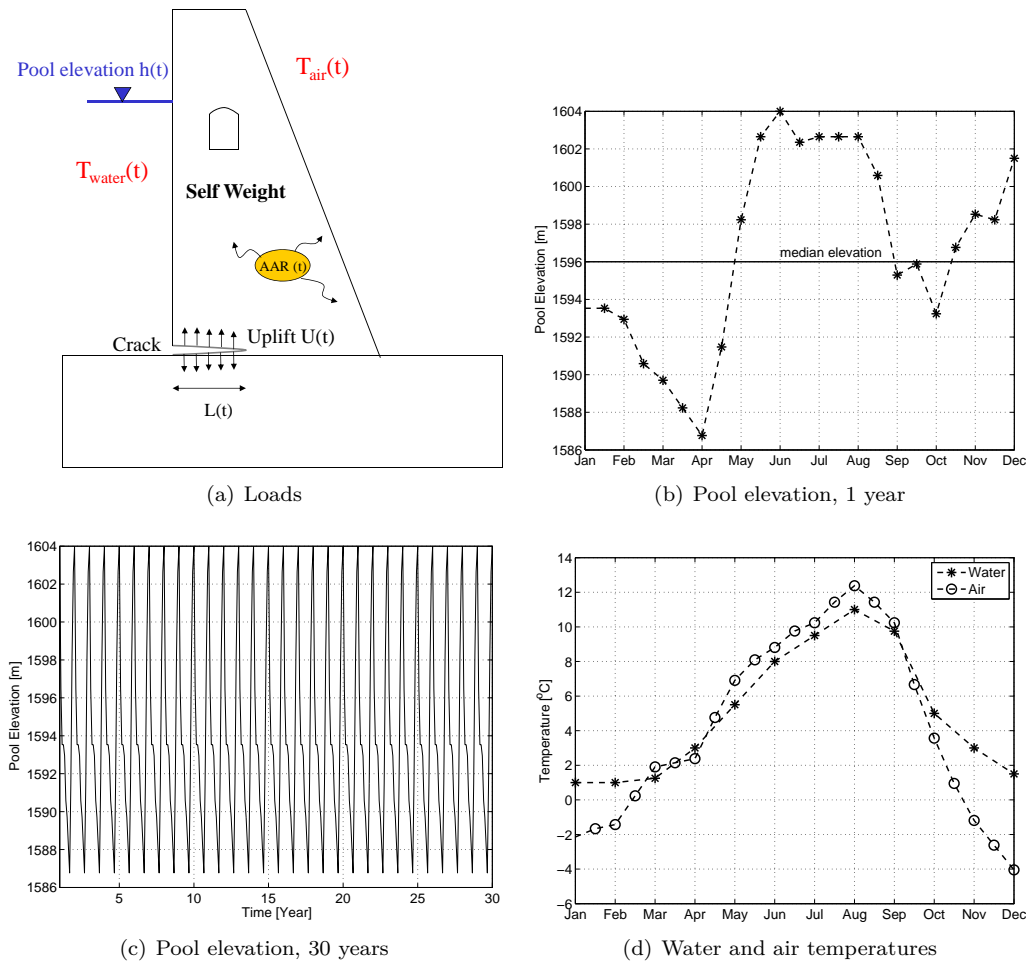 Pool elevation h(t)
T_air(t)
T_water(t)
Self Weight
AAR (t)
Crack
Uplift U(t)
L(t)
(a) Loads
1604
1602
1600
1598
1596
1594
1592
1590
1588
1586
Pool Elevation [m]
median elevation
Jan Feb Mar Apr May Jun Jul Aug Sep Oct Nov Dec
(b) Pool elevation, 1 year
1604
1602
1600
1598
1596
1594
1592
1590
1588
1586
Pool Elevation [m]
5 10 15 20 25 30
Time [Year]
(c) Pool elevation, 30 years
14
12
10
8
6
4
2
0
−2
−4
−6
Temperature [°C]
Water
Air
Jan Feb Mar Apr May Jun Jul Aug Sep Oct Nov Dec
(d) Water and air temperatures